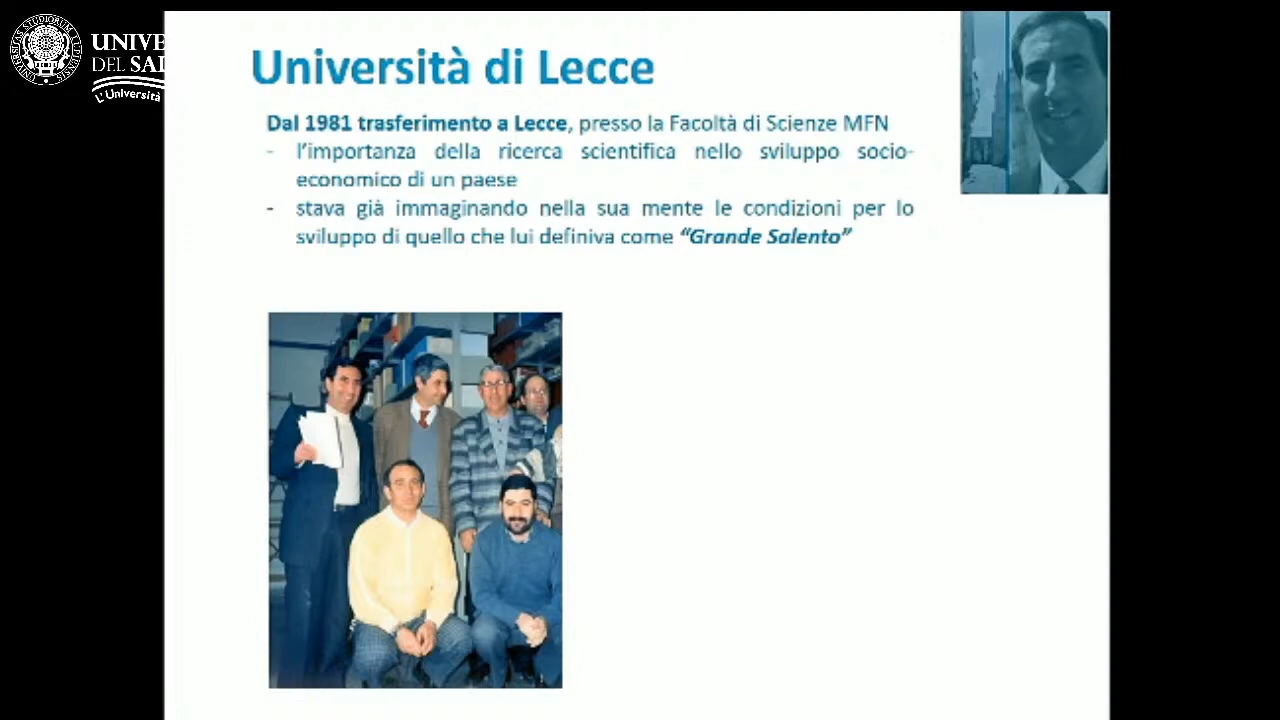 UNIVE
DEL SAL
L'Università
Università di Lecce
Dal 1981 trasferimento a Lecce, presso la Facoltà di Scienze MFN
- l'importanza della ricerca scientifica nello sviluppo socio-
economico di un paese
- stava già immaginando nella sua mente le condizioni per lo
sviluppo di quello che lui definiva come "Grande Salento"